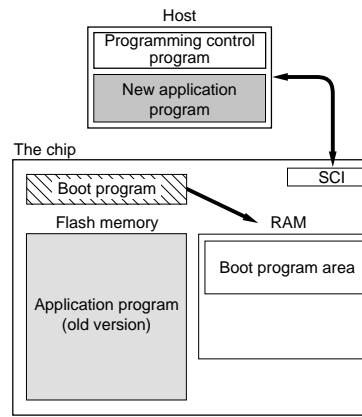 Host
Programming control
program
New application
program
The chip
SCI
Boot program
Flash memory
RAM
Boot program area
Application program
(old version)